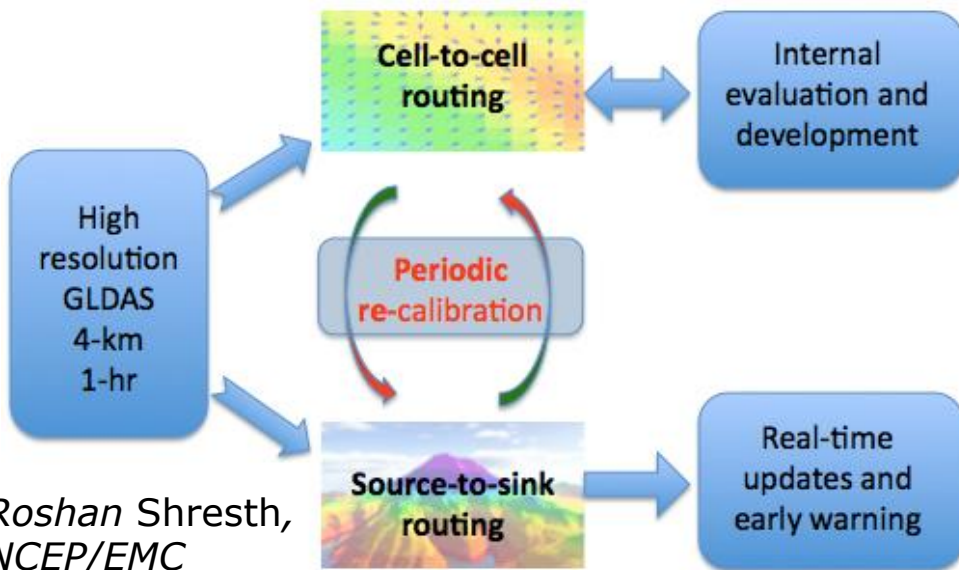 High
resolution
GLDAS
4-km
1-hr
Cell-to-cell
routing
Internal
evaluation and
development
Periodic
re-calibration
Source-to-sink
routing
Real-time
updates and
early warning
Roshan Shresth,
NCEP/EMC